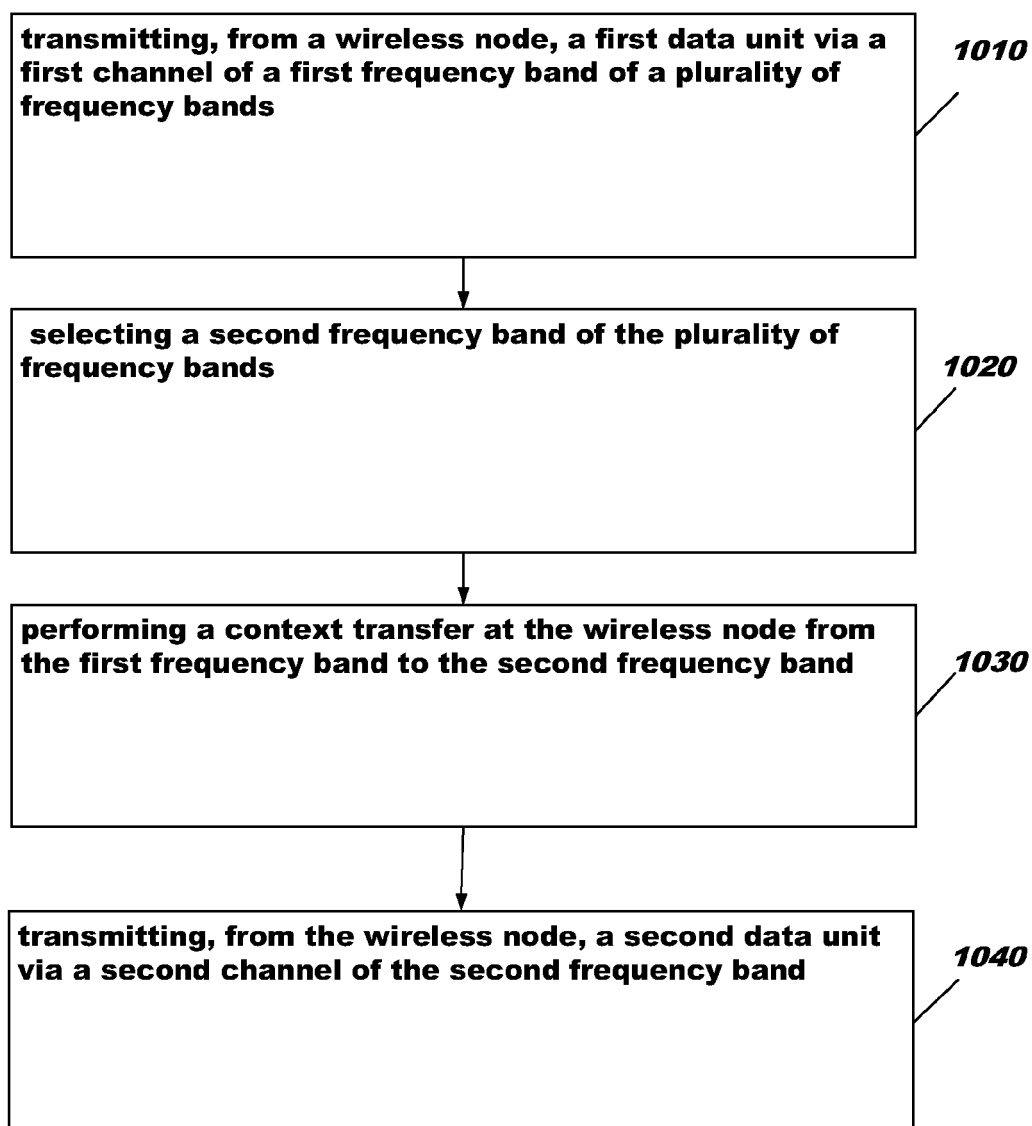 transmitting, from a wireless node, a first data unit via a
first channel of a first frequency band of a plurality of
frequency bands
1010
selecting a second frequency band of the plurality of
frequency bands
1020
performing a context transfer at the wireless node from
the first frequency band to the second frequency band
1030
transmitting, from the wireless node, a second data unit
via a second channel of the second frequency band
1040